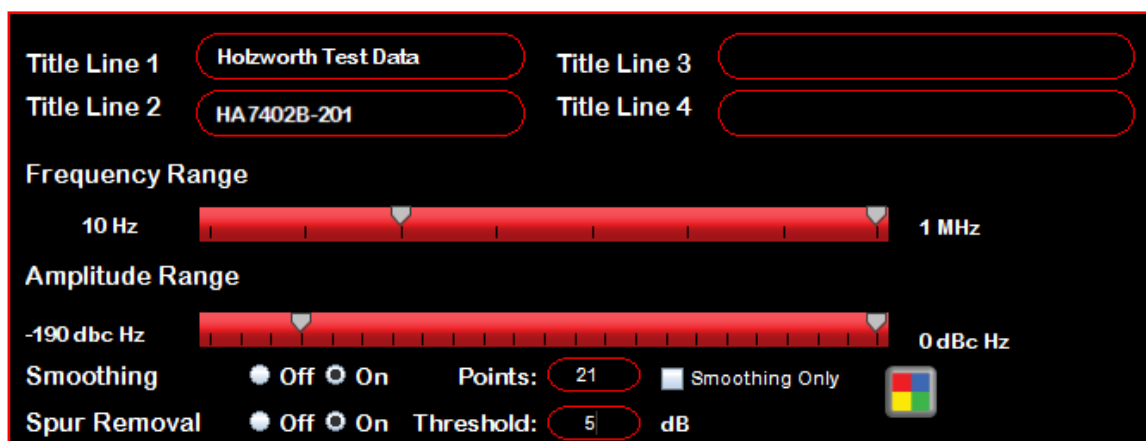 Title Line 1 Holzworth Test Data Title Line 3
Title Line 2 HA7402B-201 Title Line 4
Frequency Range
10 Hz 1 MHz
Amplitude Range
-190 dbc Hz 0 dBc Hz
Smoothing Off On Points: 21 Smoothing Only
Spur Removal Off On Threshold: 5 dB